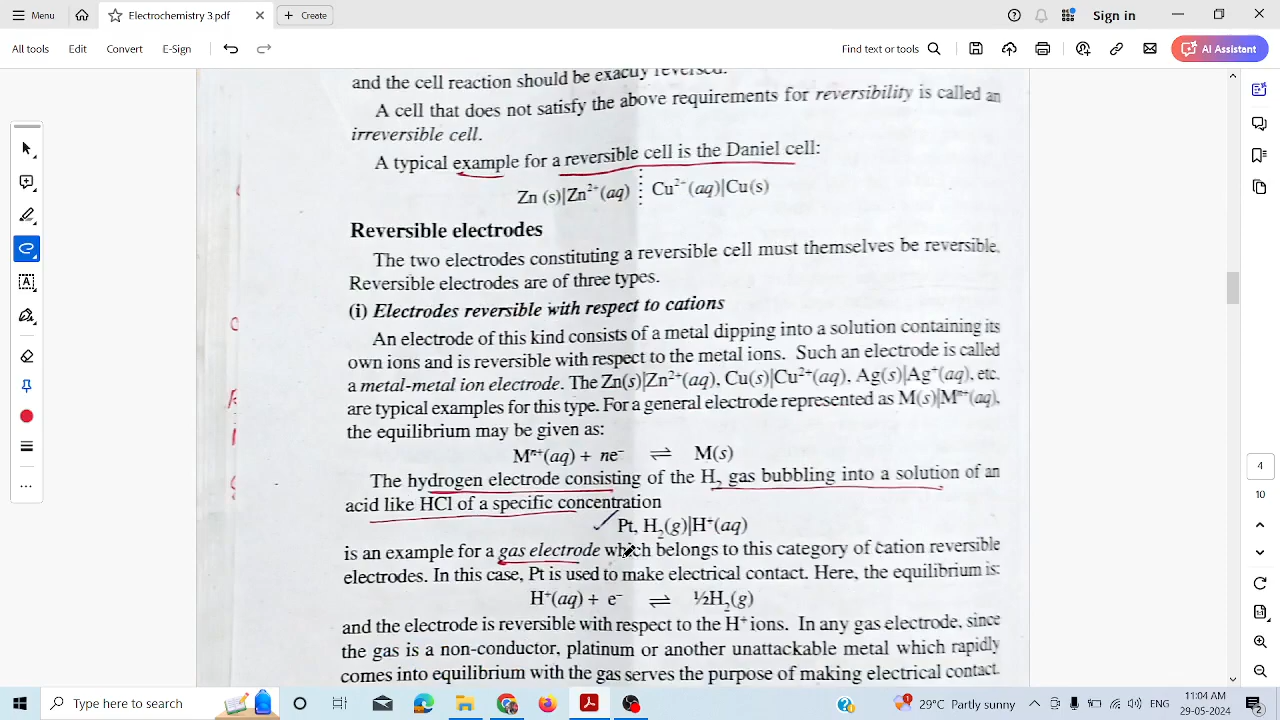 Menu
Electrochemistry 3.pdf
Create
Sign in
All tools
Edit
Convert
E-Sign
Find text or tools
AI Assistant
and the cell reaction should be exactly reversed.
A cell that does not satisfy the above requirements for reversibility is called an
irreversible cell.
A typical example for a reversible cell is the Daniel cell:
Zn (s)|Zn²⁺(aq) ⋮ Cu²⁺(aq)|Cu(s)
Reversible electrodes
The two electrodes constituting a reversible cell must themselves be reversible.
Reversible electrodes are of three types.
(i) Electrodes reversible with respect to cations
An electrode of this kind consists of a metal dipping into a solution containing its
own ions and is reversible with respect to the metal ions. Such an electrode is called
a metal-metal ion electrode. The Zn(s)|Zn²⁺(aq), Cu(s)|Cu²⁺(aq), Ag(s)|Ag⁺(aq), etc.
are typical examples for this type. For a general electrode represented as M(s)|Mⁿ⁺(aq),
the equilibrium may be given as:
Mⁿ⁺(aq) + ne⁻ ⇌ M(s)
The hydrogen electrode consisting of the H₂ gas bubbling into a solution of an
acid like HCl of a specific concentration
Pt, H₂(g)|H⁺(aq)
is an example for a gas electrode which belongs to this category of cation reversible
electrodes. In this case, Pt is used to make electrical contact. Here, the equilibrium is:
H⁺(aq) + e⁻ ⇌ ½H₂(g)
and the electrode is reversible with respect to the H⁺ ions. In any gas electrode, since
the gas is a non-conductor, platinum or another unattackable metal which rapidly
comes into equilibrium with the gas serves the purpose of making electrical contact.
4
10
Type here to search
29°C Partly sunny
11:04 AM
29-05-2024